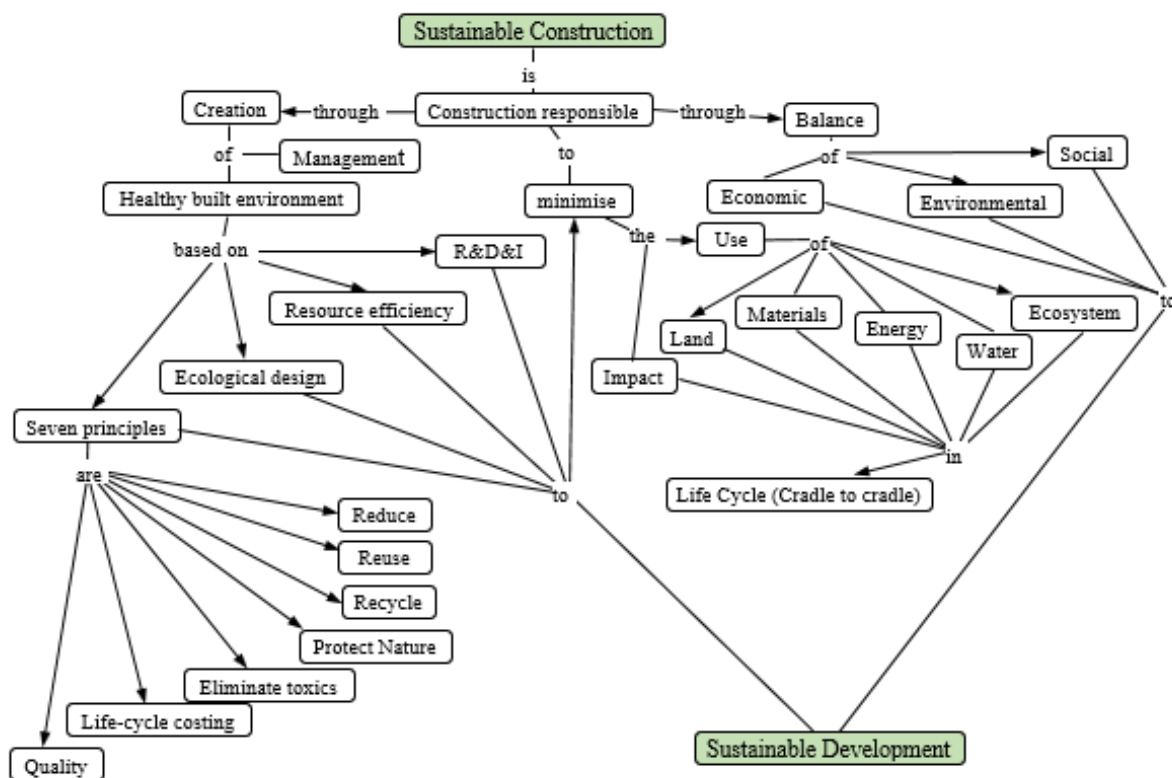 Sustainable Construction
is
Creation
through
Construction responsible
through
Balance
of
Management
to
of
Social
Healthy built environment
minimise
Economic
Environmental
based on
R&D&I
the
Use
of
to
Resource efficiency
Materials
Ecosystem
Land
Energy
Water
Ecological design
Impact
Seven principles
in
are
to
Life Cycle (Cradle to cradle)
Reduce
Reuse
Recycle
Protect Nature
Eliminate toxics
Life-cycle costing
Sustainable Development
Quality